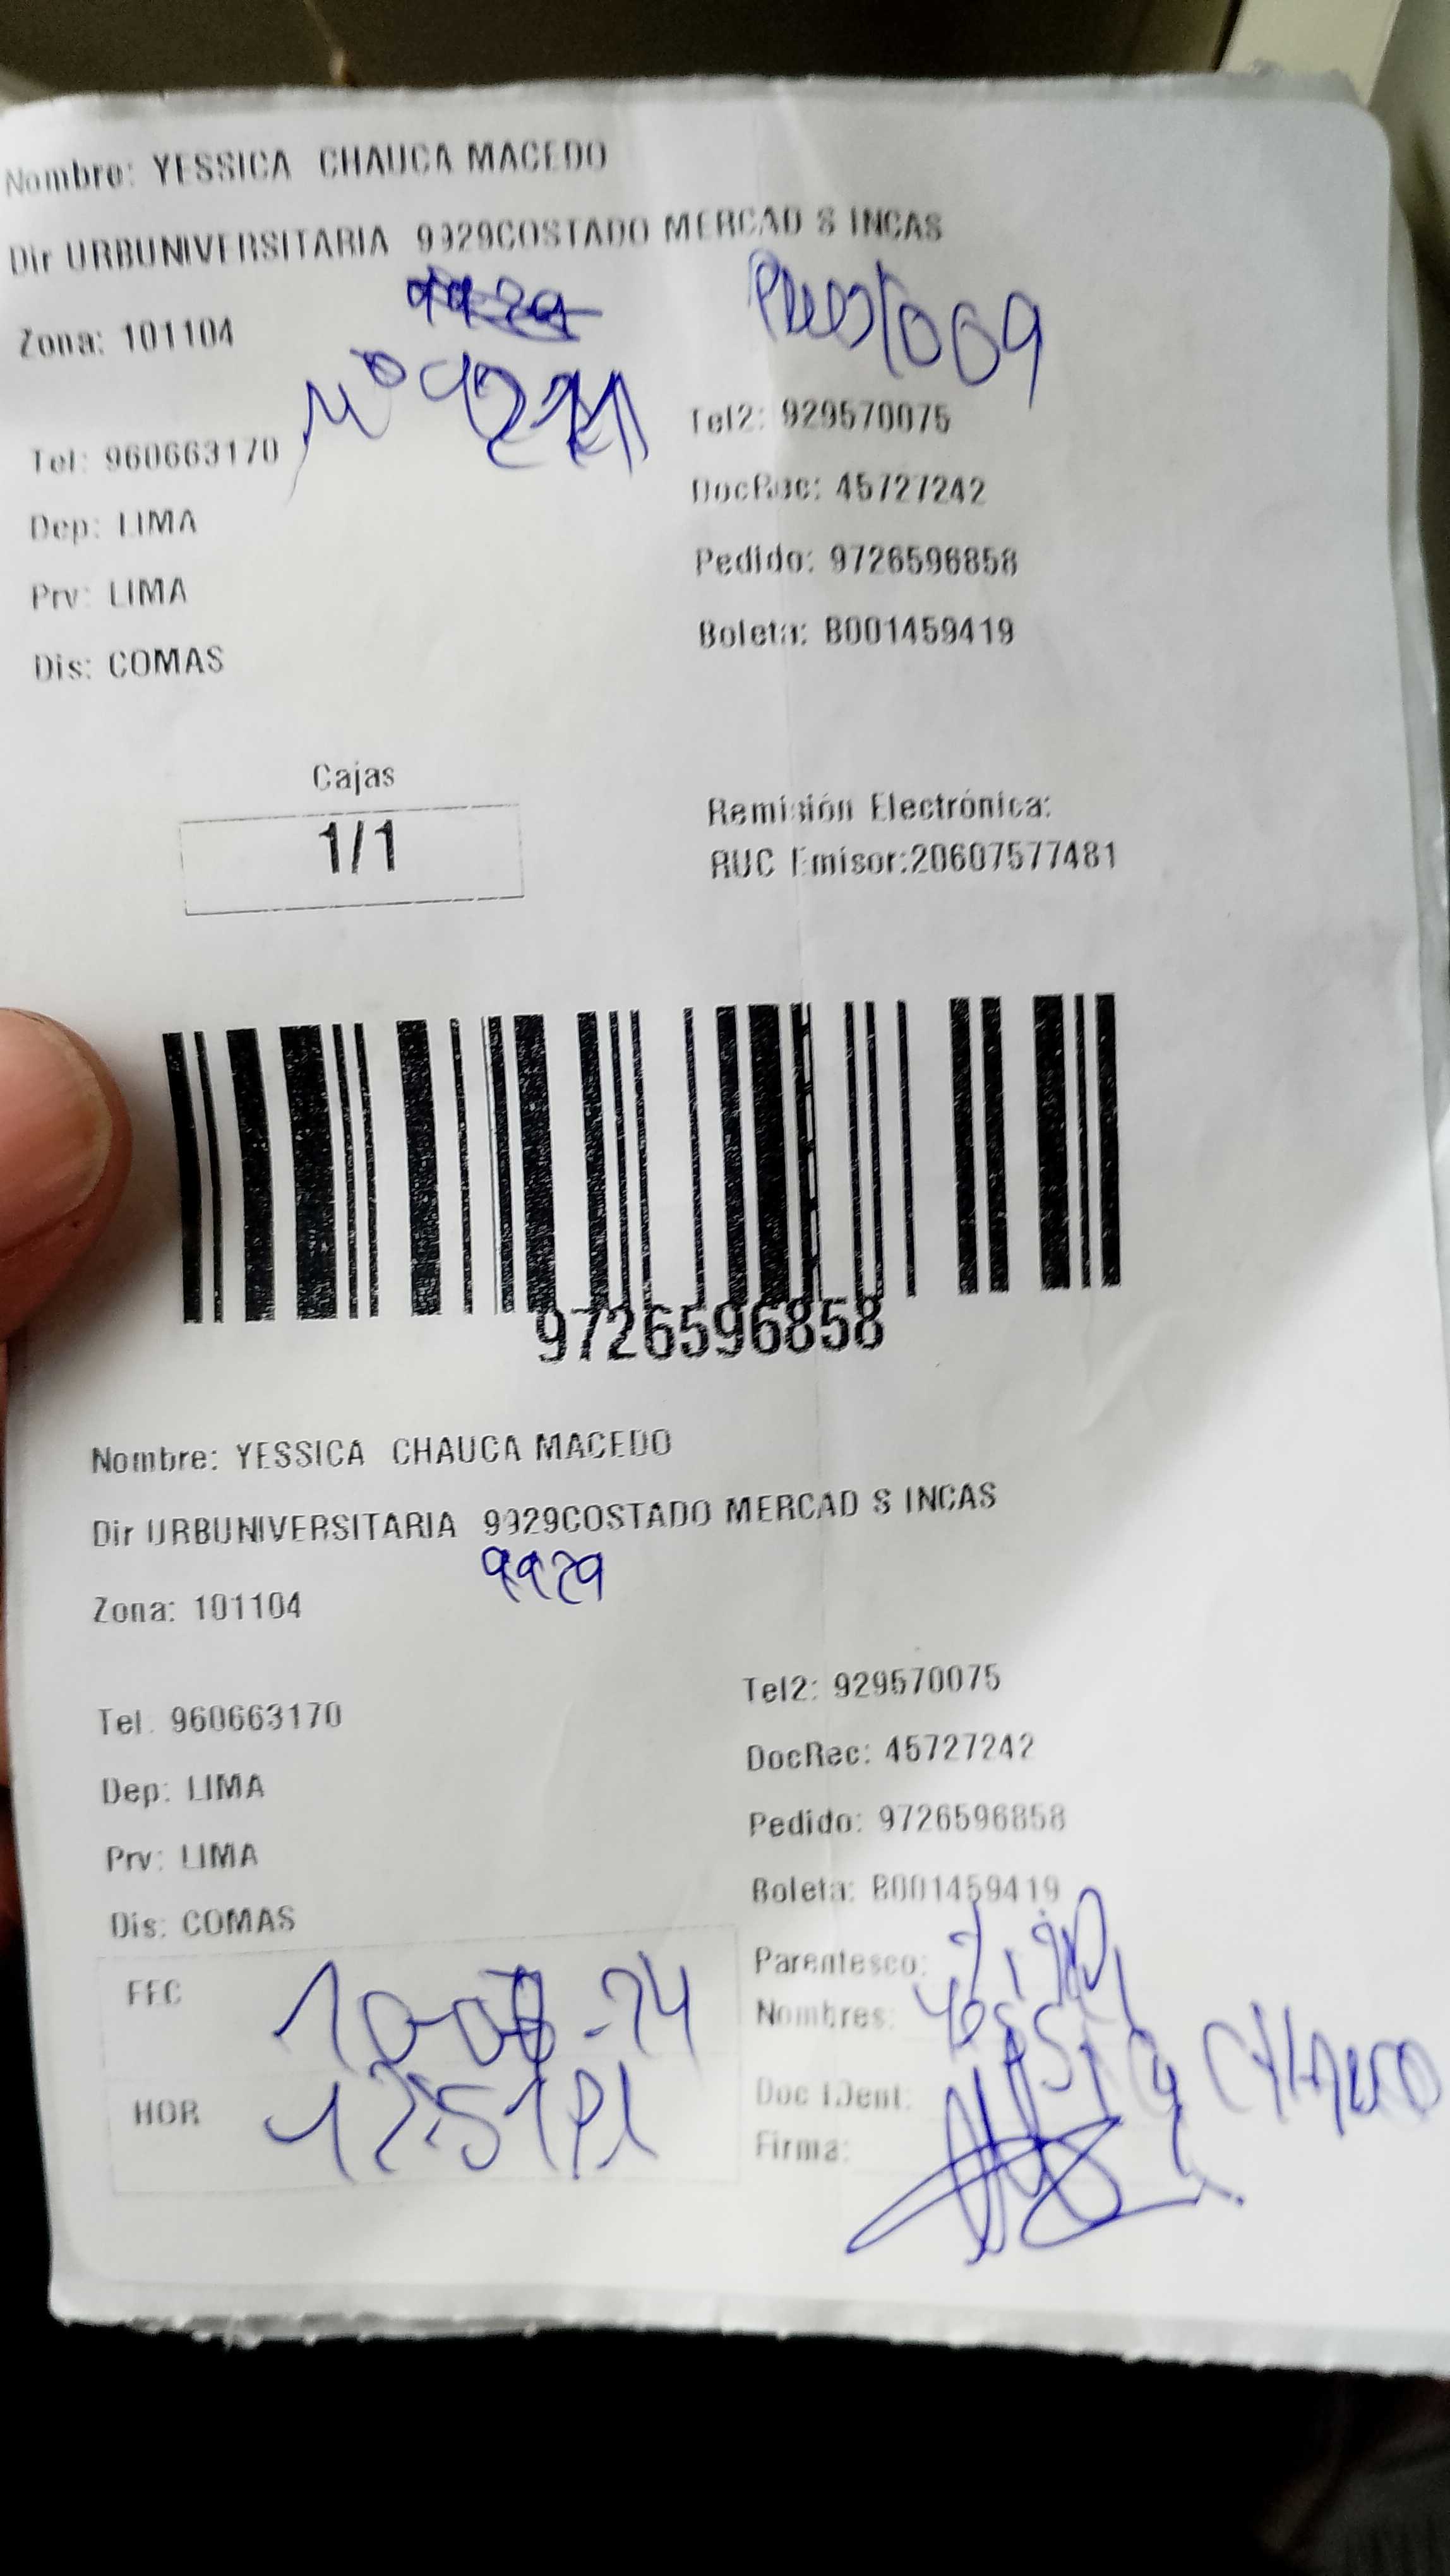 Nombre: YESSICA CHAUCA MACEDO
Dir URBUNIVERSITARIA 9929COSTADO MERCAD S INCAS
Zona: 101104
Tel: 960663170
Tel2: 929570075
DocRec: 45727242
Dep: LIMA
Pedido: 9726596858
Prv: LIMA
Boleta: B001459419
Dis: COMAS
Cajas
1/1
Remisión Electrónica:
RUC Emisor:20607577481
9726596858
Nombre: YESSICA CHAUCA MACEDO
Dir URBUNIVERSITARIA 9929COSTADO MERCAD S INCAS
9929
Zona: 101104
Tel. 960663170
Tel2: 929570075
DocRec: 45727242
Dep: LIMA
Pedido: 9726596858
Prv: LIMA
Boleta: B001459419
Dis: COMAS
Parentesco:
FEC
Nombres:
HOR
Doc IDent:
Firma: